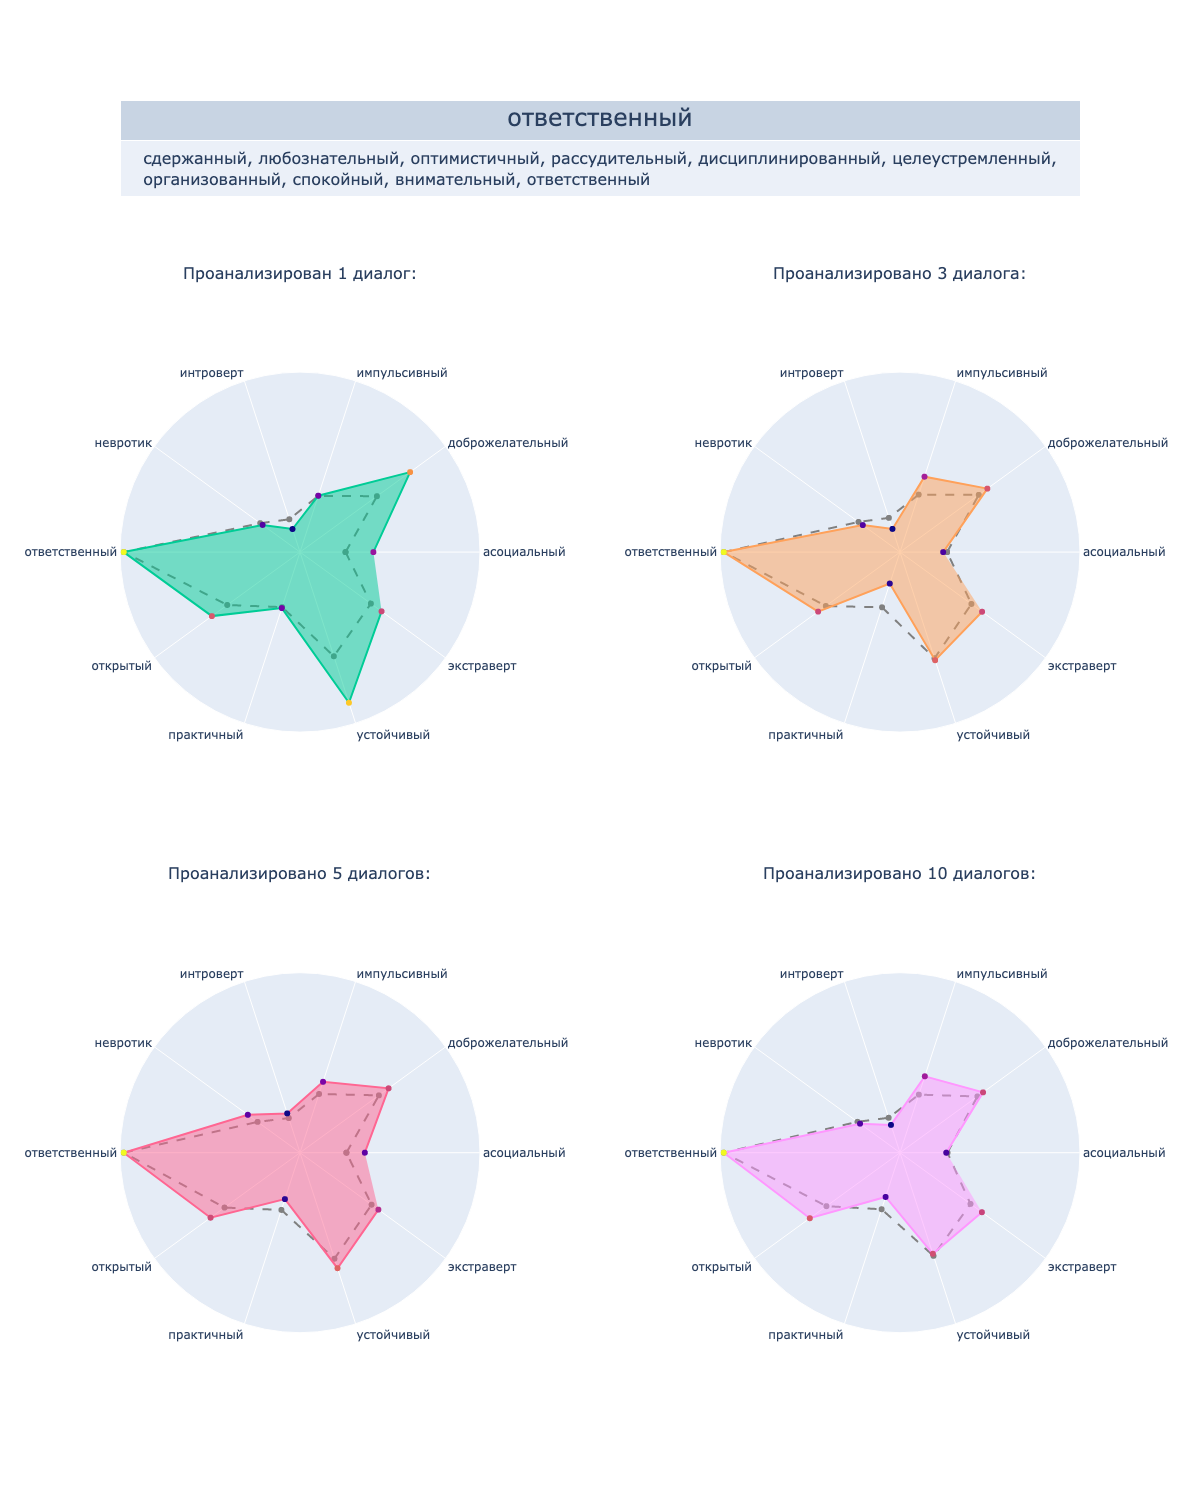 ответственный
сдержанный, любознательный, оптимистичный, рассудительный, дисциплинированный, целеустремленный,
организованный, спокойный, внимательный, ответственный
Проанализирован 1 диалог:
интроверт
импульсивный
невротик
доброжелательный
ответственный
асоциальный
открытый
экстраверт
практичный
устойчивый
Проанализировано 3 диалога:
интроверт
импульсивный
невротик
доброжелательный
ответственный
асоциальный
открытый
экстраверт
практичный
устойчивый
Проанализировано 5 диалогов:
интроверт
импульсивный
невротик
доброжелательный
ответственный
асоциальный
открытый
экстраверт
практичный
устойчивый
Проанализировано 10 диалогов:
интроверт
импульсивный
невротик
доброжелательный
ответственный
асоциальный
открытый
экстраверт
практичный
устойчивый